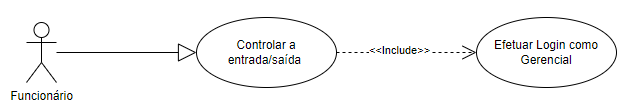 Controlar a
entrada/saída
<<Include>>
Efetuar Login como
Gerencial
Funcionário